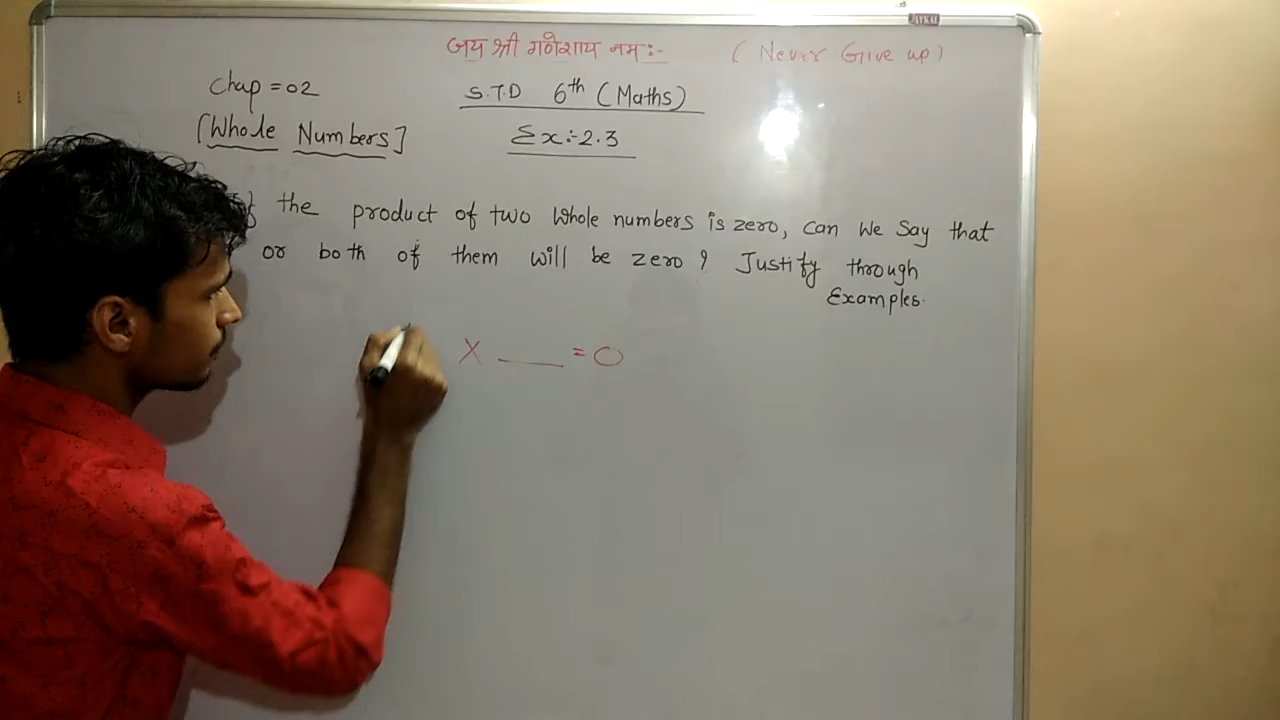 जय श्री गणेशाय नमः:-
( Never Give up)
Chap = 02
S.T.D 6th (Maths)
[Whole Numbers]
Ex:-2.3
the product of two whole numbers is zero, can we say that
or both of them will be zero? Justify through
Examples.
X ___ = 0